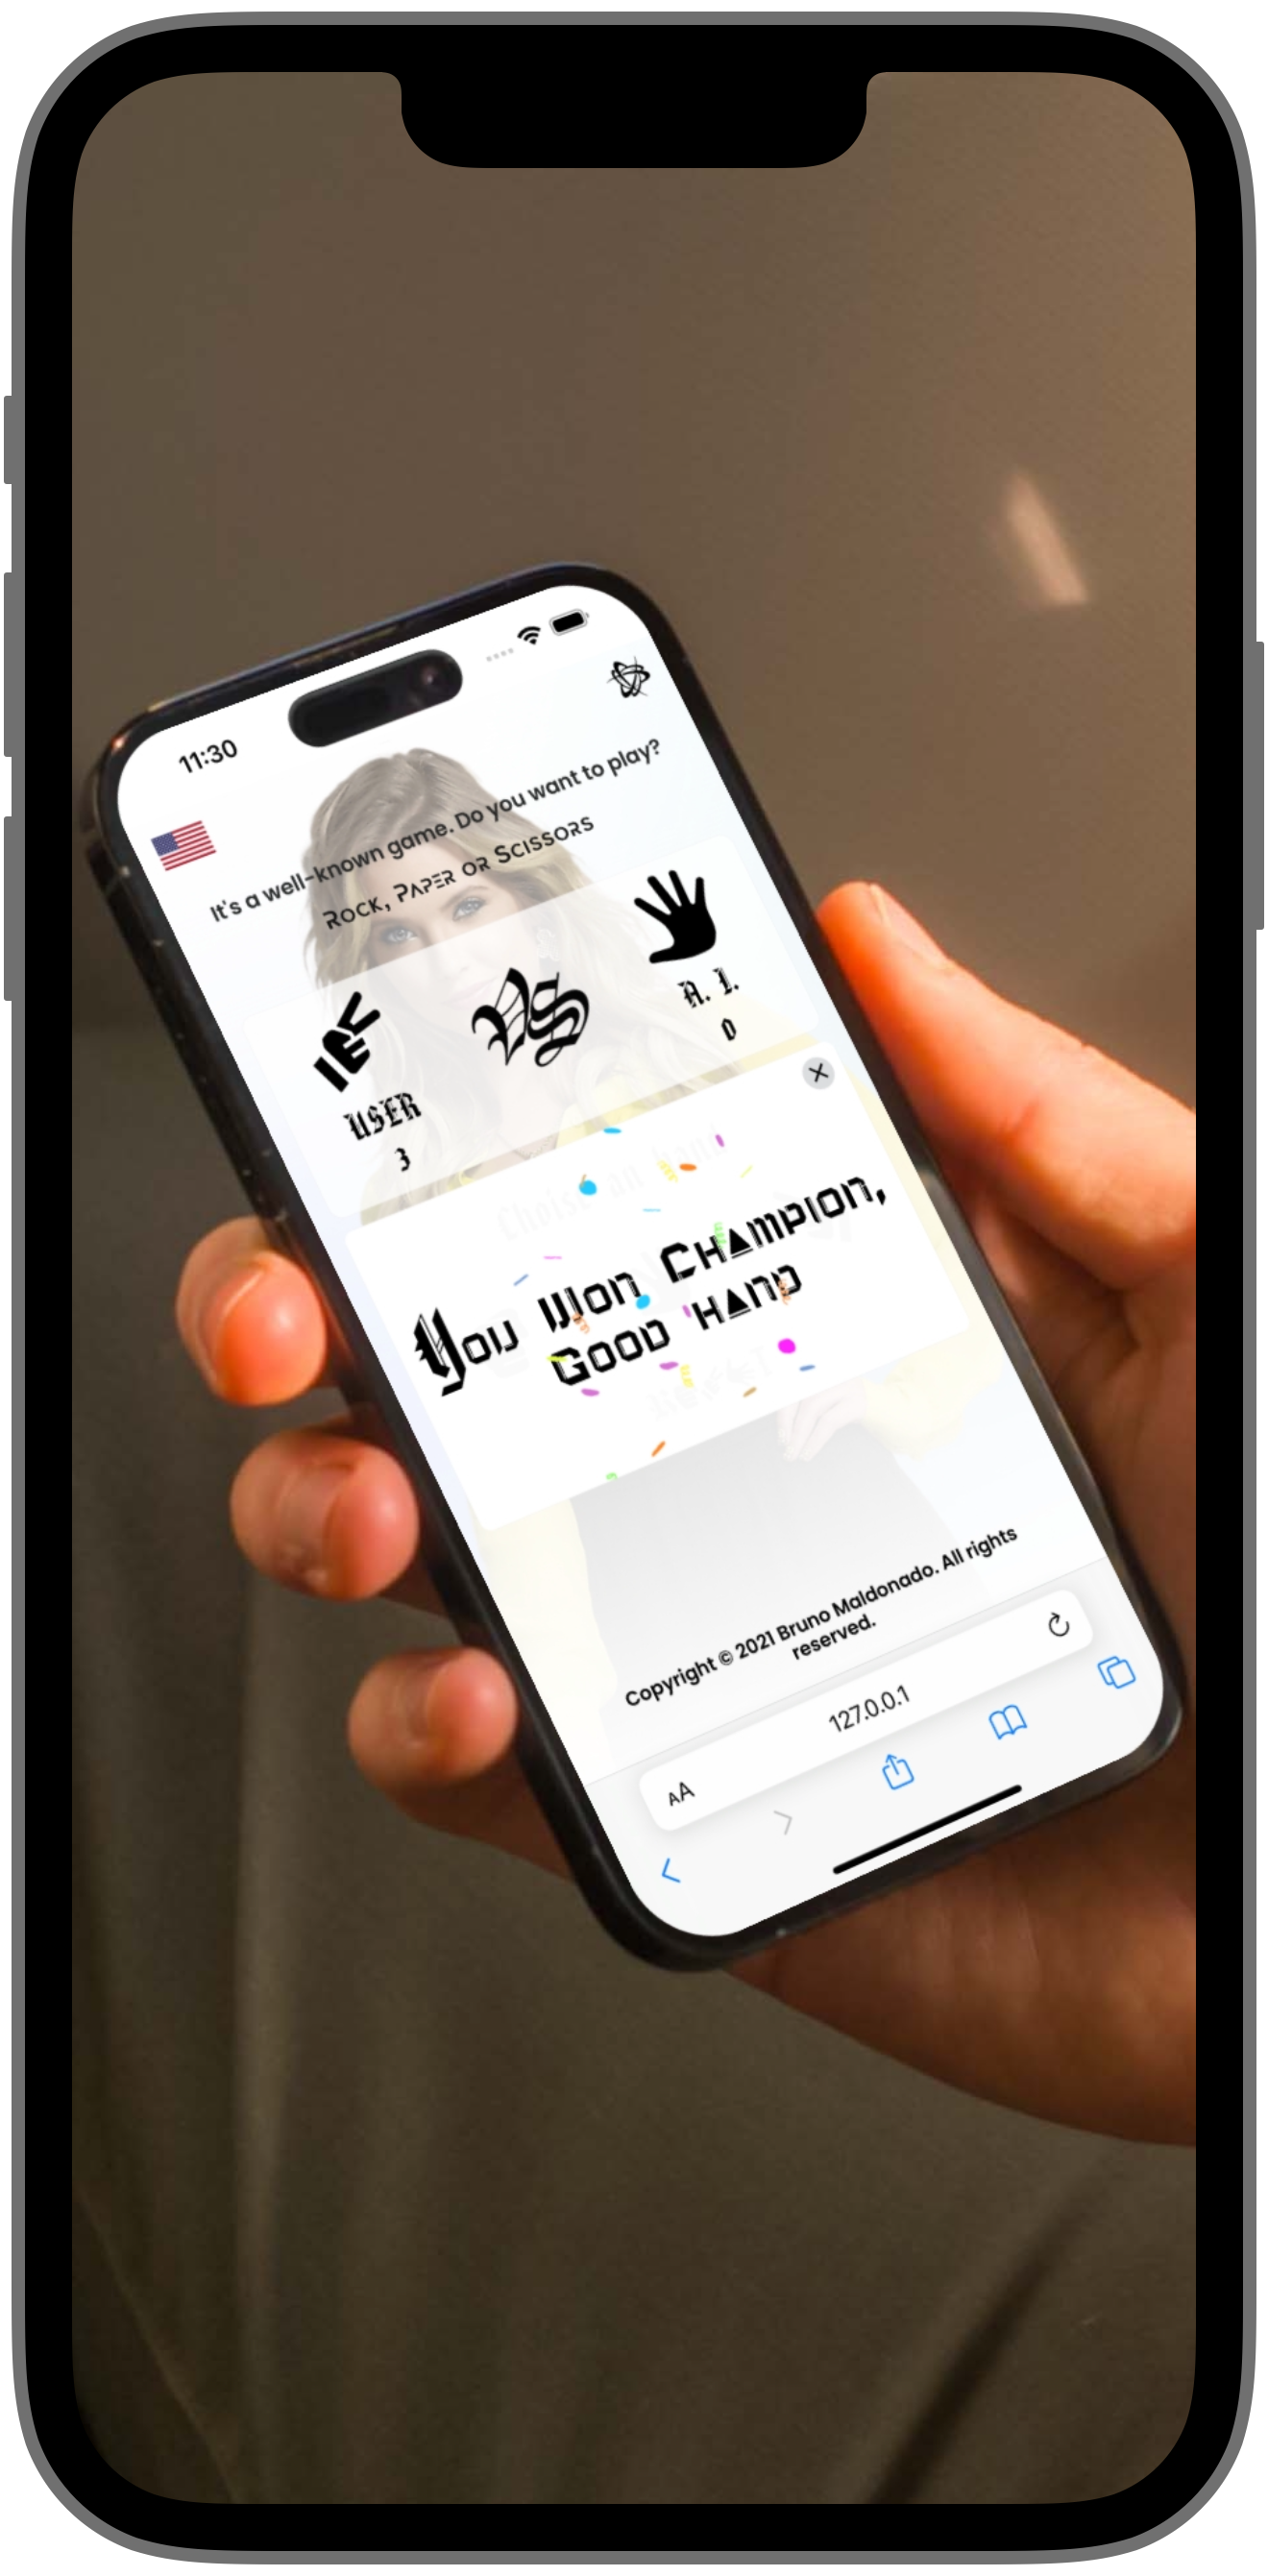 11:30
It's a well-known game. Do you want to play?
Rock, Paper or Scissors
VS
USER
3
A. I.
0
You Won Champion,
Good hand
Copyright © 2021 Bruno Maldonado. All rights
reserved.
AA
127.0.0.1